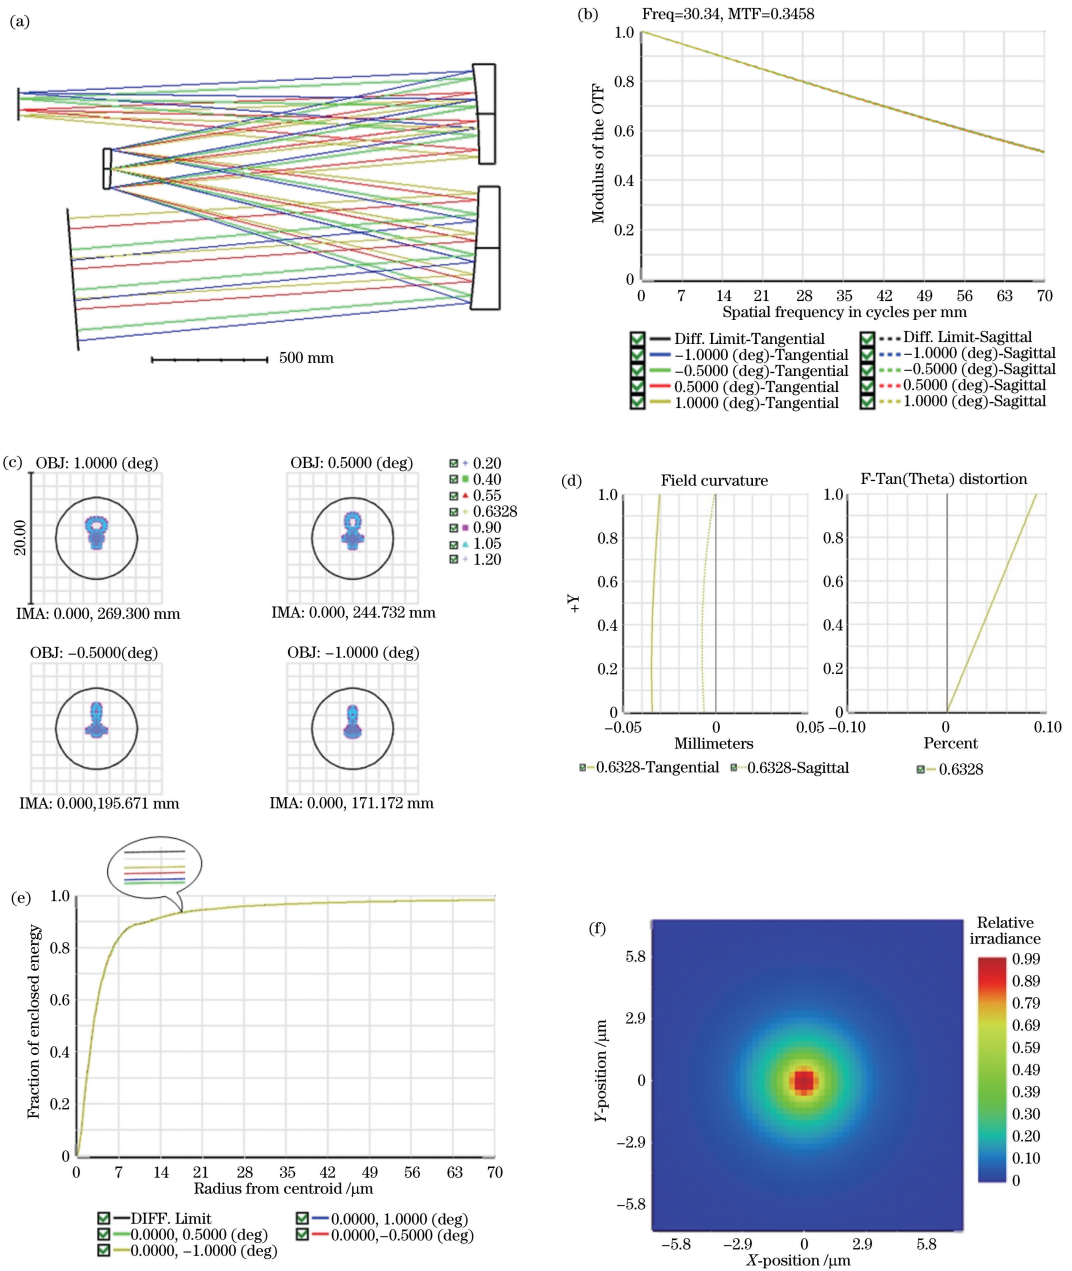 (a)
500 mm
(b)
Freq=30.34, MTF=0.3458
Modulus of the OTF
1.0
0.8
0.6
0.4
0.2
0
0 7 14 21 28 35 42 49 56 63 70
Spatial frequency in cycles per mm
Diff. Limit-Tangential
−1.0000 (deg)-Tangential
−0.5000 (deg)-Tangential
0.5000 (deg)-Tangential
1.0000 (deg)-Tangential
Diff. Limit-Sagittal
−1.0000 (deg)-Sagittal
−0.5000 (deg)-Sagittal
0.5000 (deg)-Sagittal
1.0000 (deg)-Sagittal
(c)
OBJ: 1.0000 (deg)
20.00
IMA: 0.000, 269.300 mm
OBJ: 0.5000 (deg)
IMA: 0.000, 244.732 mm
0.20
0.40
0.55
0.6328
0.90
1.05
1.20
OBJ: −0.5000(deg)
IMA: 0.000,195.671 mm
OBJ: −1.0000 (deg)
IMA: 0.000, 171.172 mm
(d)
Field curvature
+Y
1.0
0.8
0.6
0.4
0.2
0
−0.05 0 0.05
Millimeters
0.6328-Tangential
0.6328-Sagittal
F-Tan(Theta) distortion
1.0
0.8
0.6
0.4
0.2
0
−0.10 0 0.10
Percent
0.6328
(e)
Fraction of enclosed energy
1.0
0.8
0.6
0.4
0.2
0
0 7 14 21 28 35 42 49 56 63 70
Radius from centroid /μm
DIFF. Limit
0.0000, 0.5000 (deg)
0.0000, −1.0000 (deg)
0.0000, 1.0000 (deg)
0.0000,−0.5000 (deg)
(f)
Y-position /μm
5.8
2.9
0
−2.9
−5.8
−5.8 −2.9 0 2.9 5.8
X-position /μm
Relative
irradiance
0.99
0.89
0.79
0.69
0.59
0.49
0.39
0.30
0.20
0.10
0